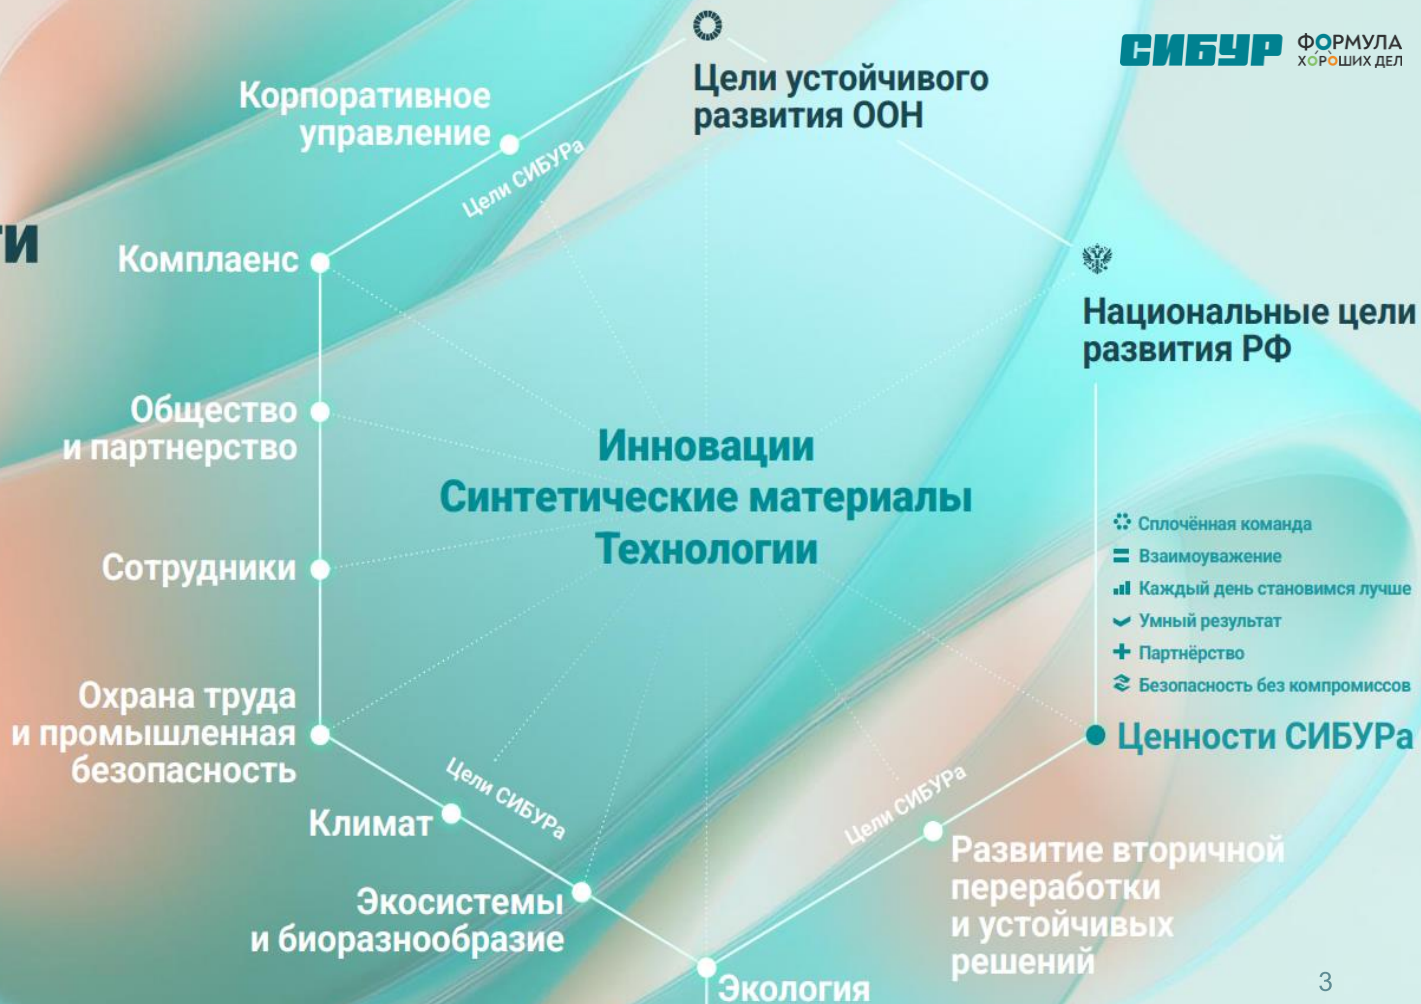 СИБУР
ФОРМУЛА
ХОРОШИХ ДЕЛ
Цели устойчивого
развития ООН
Корпоративное
управление
Цели СИБУРа
Комплаенс
Национальные цели
развития РФ
Общество
и партнерство
Инновации
Синтетические материалы
Технологии
Сплочённая команда
Взаимоуважение
Каждый день становимся лучше
Умный результат
Партнёрство
Безопасность без компромиссов
Ценности СИБУРа
Сотрудники
Охрана труда
и промышленная
безопасность
Климат
Цели СИБУРа
Цели СИБУРа
Экосистемы
и биоразнообразие
Развитие вторичной
переработки
и устойчивых
решений
Экология
3